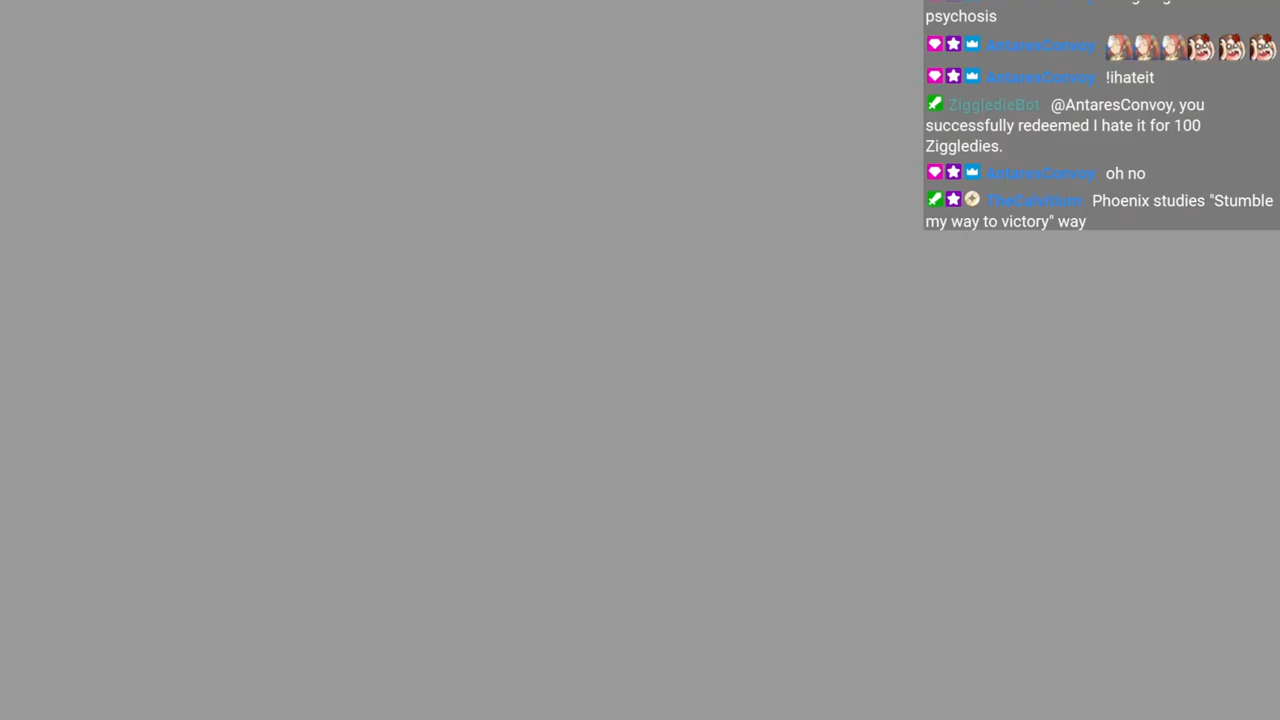 psychosis
AntaresConvoy:
AntaresConvoy: !ihateit
ZiggledieBot @AntaresConvoy, you
successfully redeemed I hate it for 100
Ziggledies.
AntaresConvoy: oh no
TheCalvitium: Phoenix studies "Stumble
my way to victory" way